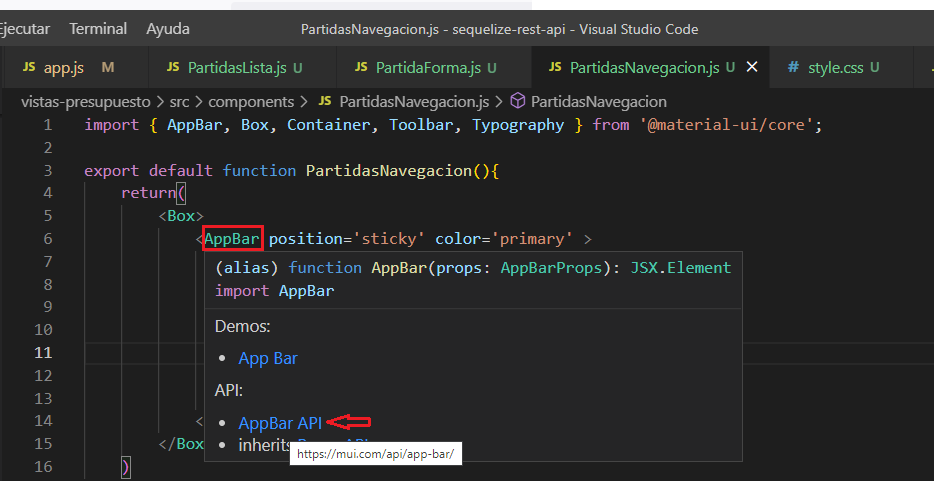 Ejecutar Terminal Ayuda PartidasNavegacion.js - sequelize-rest-api - Visual Studio Code
JS app.js M JS PartidasLista.js U JS PartidaForma.js U JS PartidasNavegacion.js U # style.css U
vistas-presupuesto > src > components > JS PartidasNavegacion.js > PartidasNavegacion
1 import { AppBar, Box, Container, Toolbar, Typography } from '@material-ui/core';
2
3 export default function PartidasNavegacion(){
4 return(
5 <Box>
6 <AppBar position='sticky' color='primary' >
7 (alias) function AppBar(props: AppBarProps): JSX.Element
8 import AppBar
9
10 Demos:
11 • App Bar
12
13 API:
14 < • AppBar API
15 </Box • inherits
https://mui.com/api/app-bar/
16 )